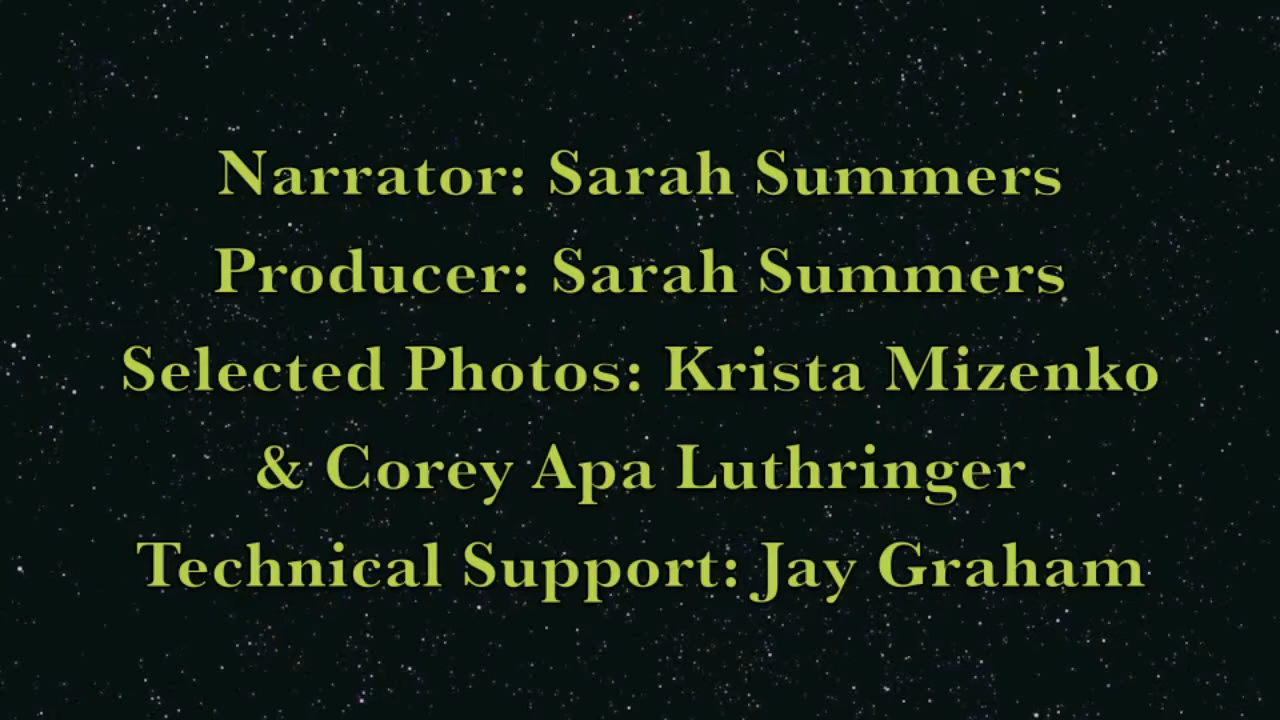 Narrator: Sarah Summers
Producer: Sarah Summers
Selected Photos: Krista Mizenko
& Corey Apa Luthringer
Technical Support: Jay Graham